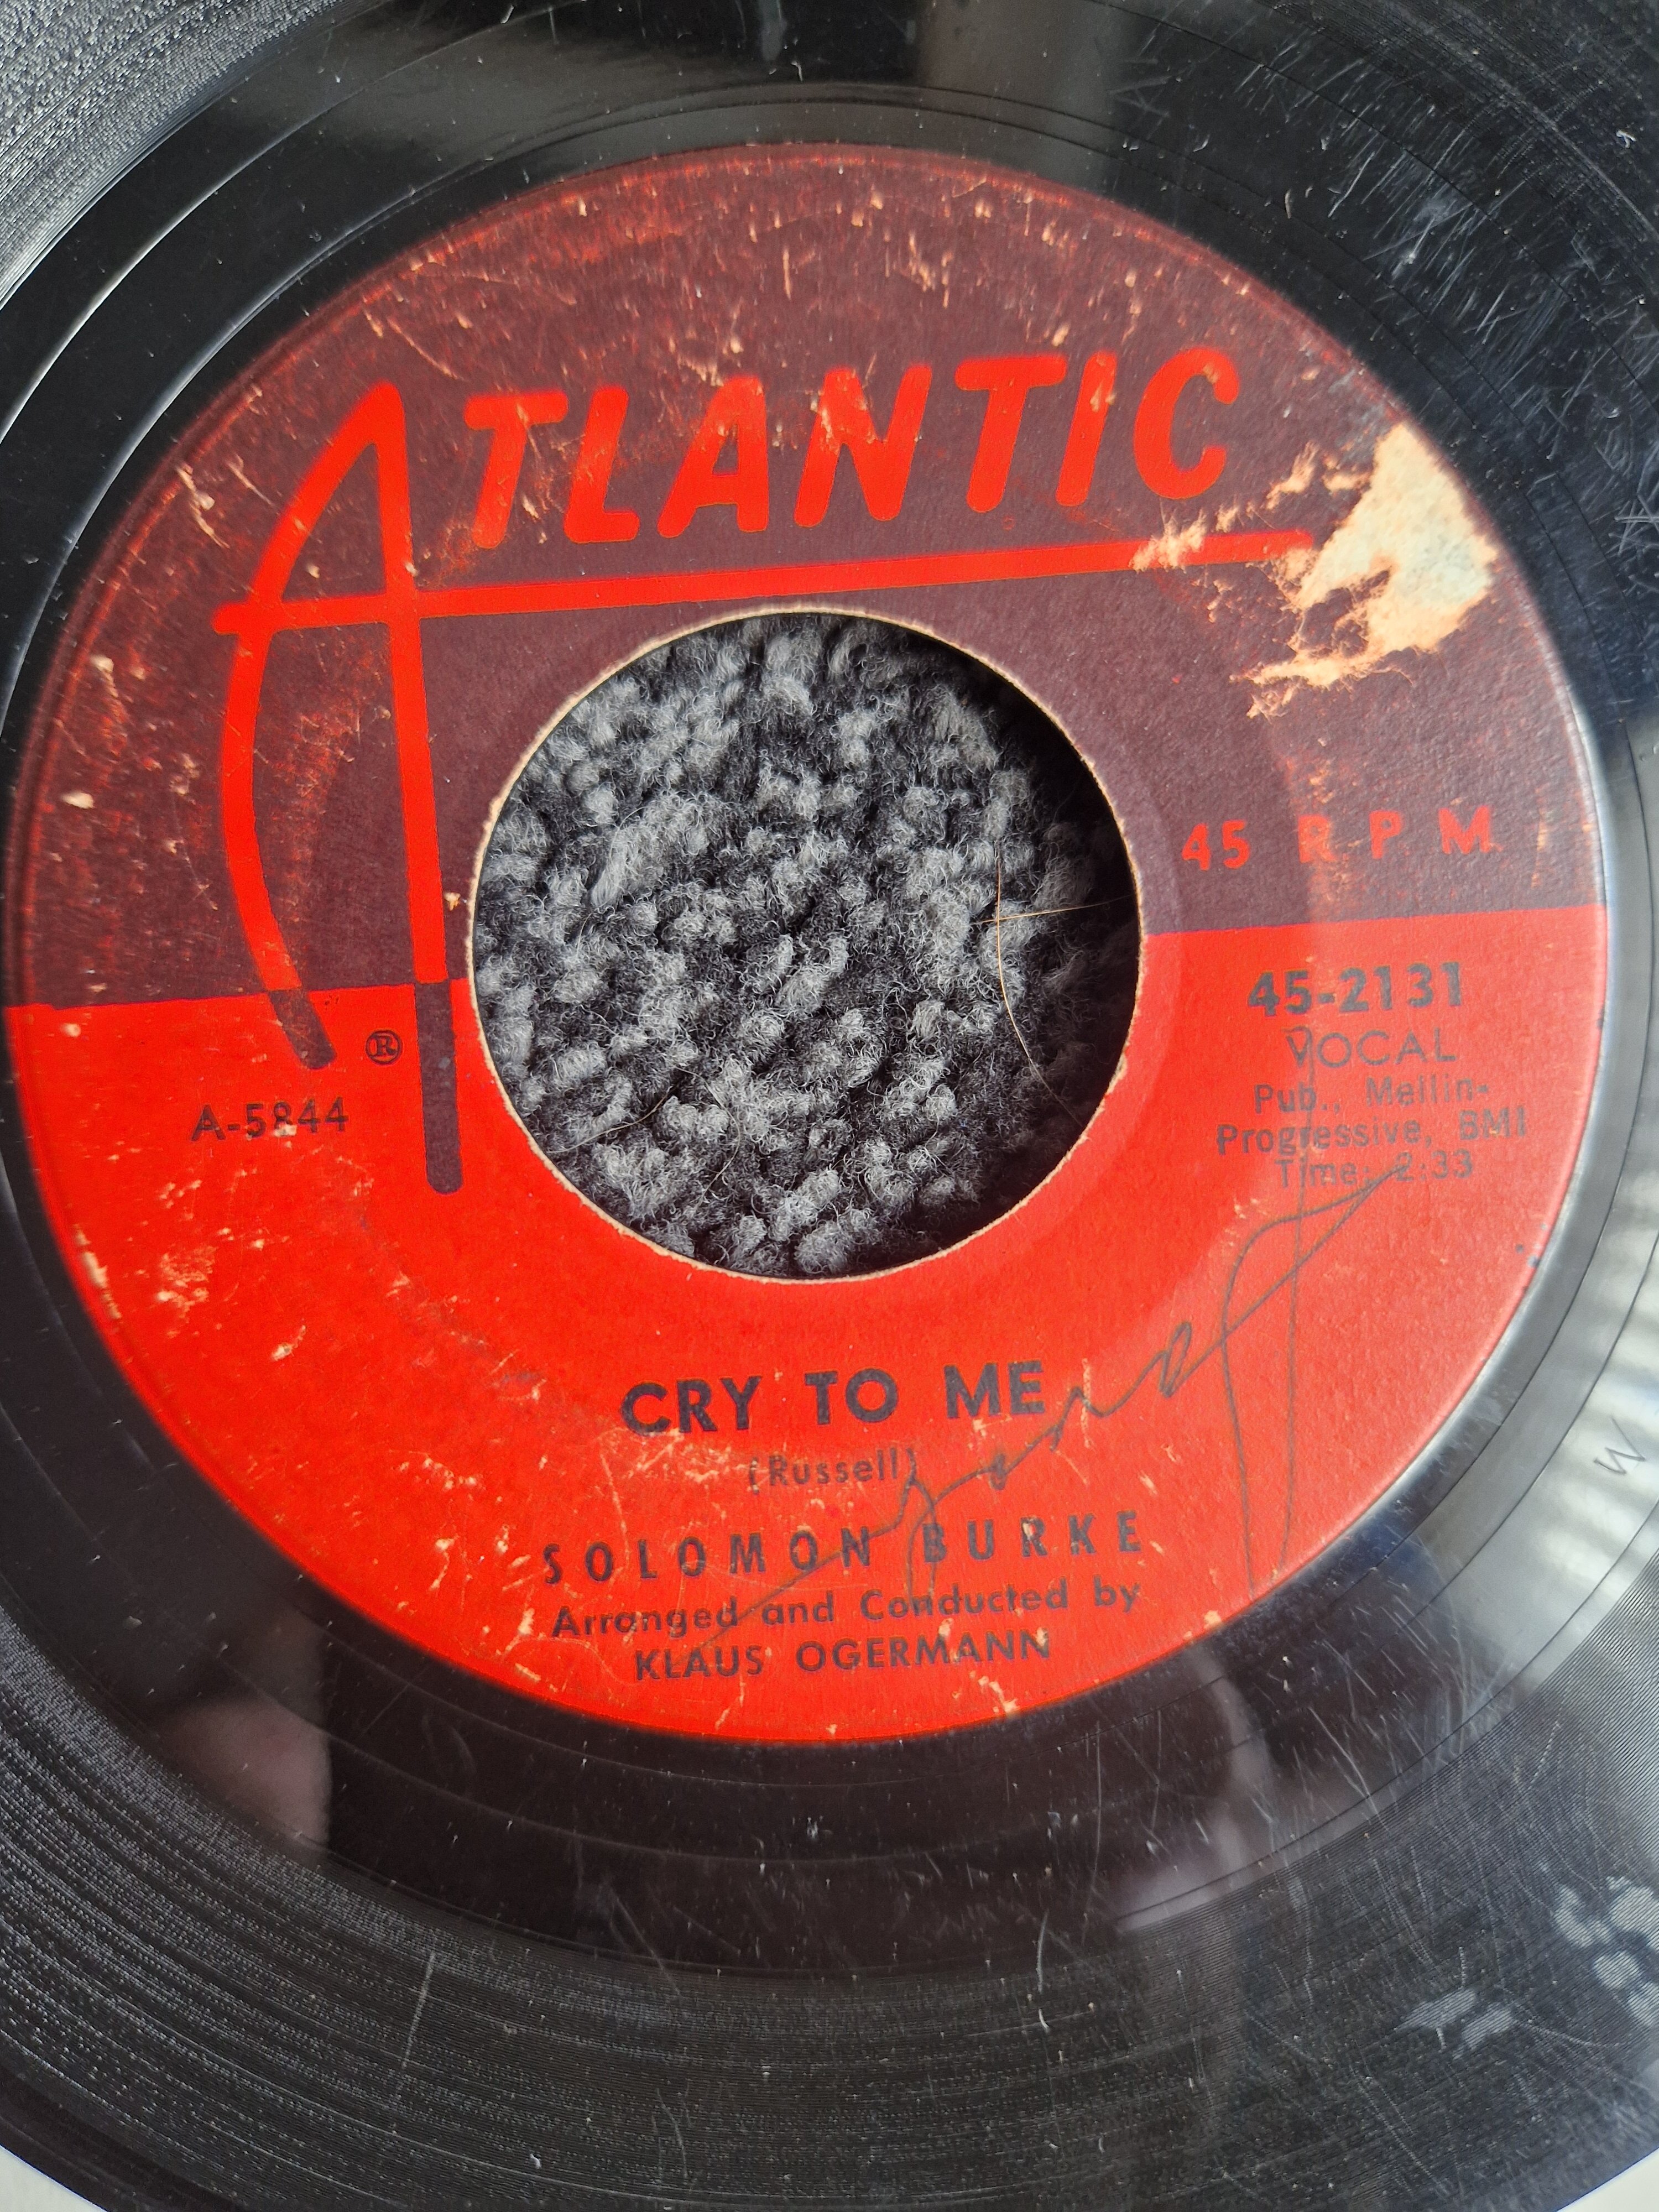 ATLANTIC
45 R P M
45-2131
VOCAL
Pub., Mellin-
Progressive, BMI
Time: 2:33
®
A-5844
CRY TO ME
(Russell)
SOLOMON BURKE
Arranged and Conducted by
KLAUS OGERMANN